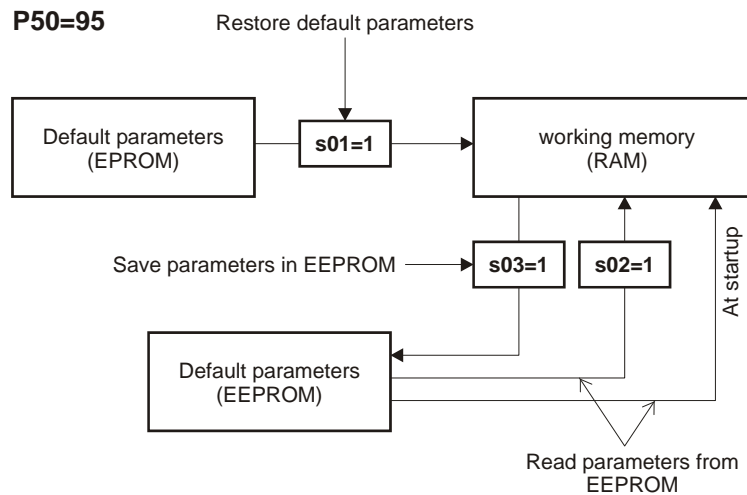 P50=95
Restore default parameters
Default parameters
(EPROM)
s01=1
working memory
(RAM)
Save parameters in EEPROM
s03=1
s02=1
At startup
Default parameters
(EEPROM)
Read parameters from
EEPROM